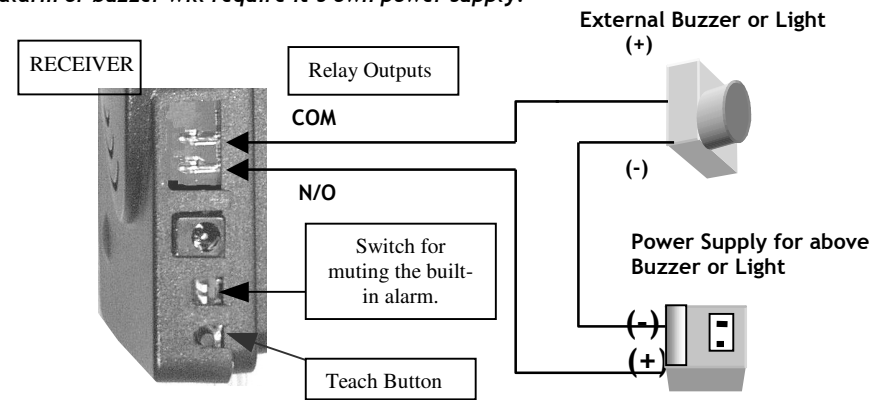 alarm or buzzer will require it's own power supply.
External Buzzer or Light
(+)
RECEIVER
Relay Outputs
COM
(-)
N/O
Switch for
muting the built-
in alarm.
Power Supply for above
Buzzer or Light
(-)
(+)
Teach Button